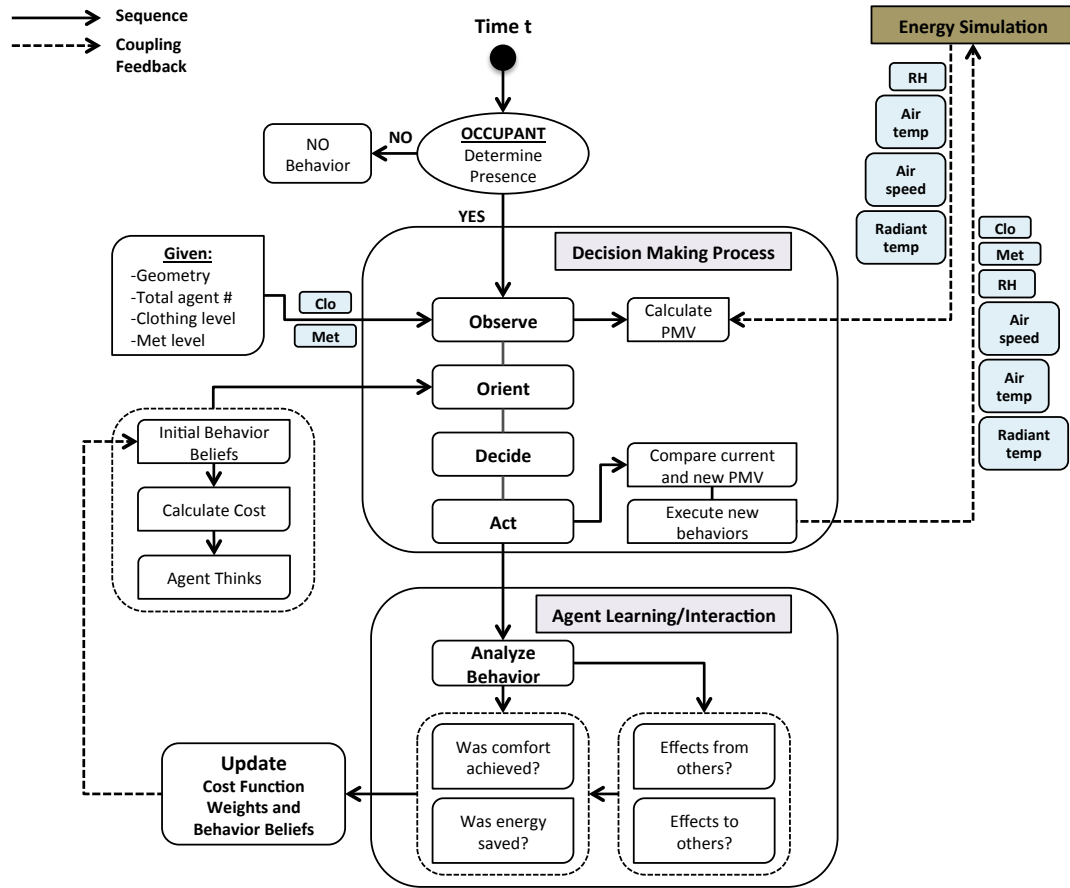 Sequence
Coupling
Feedback
Time t
Energy Simulation
RH
Air
temp
Air
speed
Radiant
temp
OCCUPANT
Determine
Presence
NO
NO
Behavior
YES
Clo
Met
RH
Air
speed
Air
temp
Radiant
temp
Given:
-Geometry
-Total agent #
-Clothing level
-Met level
Clo
Met
Decision Making Process
Observe
Calculate
PMV
Orient
Decide
Act
Compare current
and new PMV
Execute new
behaviors
Initial Behavior
Beliefs
Calculate Cost
Agent Thinks
Agent Learning/Interaction
Analyze
Behavior
Was comfort
achieved?
Was energy
saved?
Effects from
others?
Effects to
others?
Update
Cost Function
Weights and
Behavior Beliefs